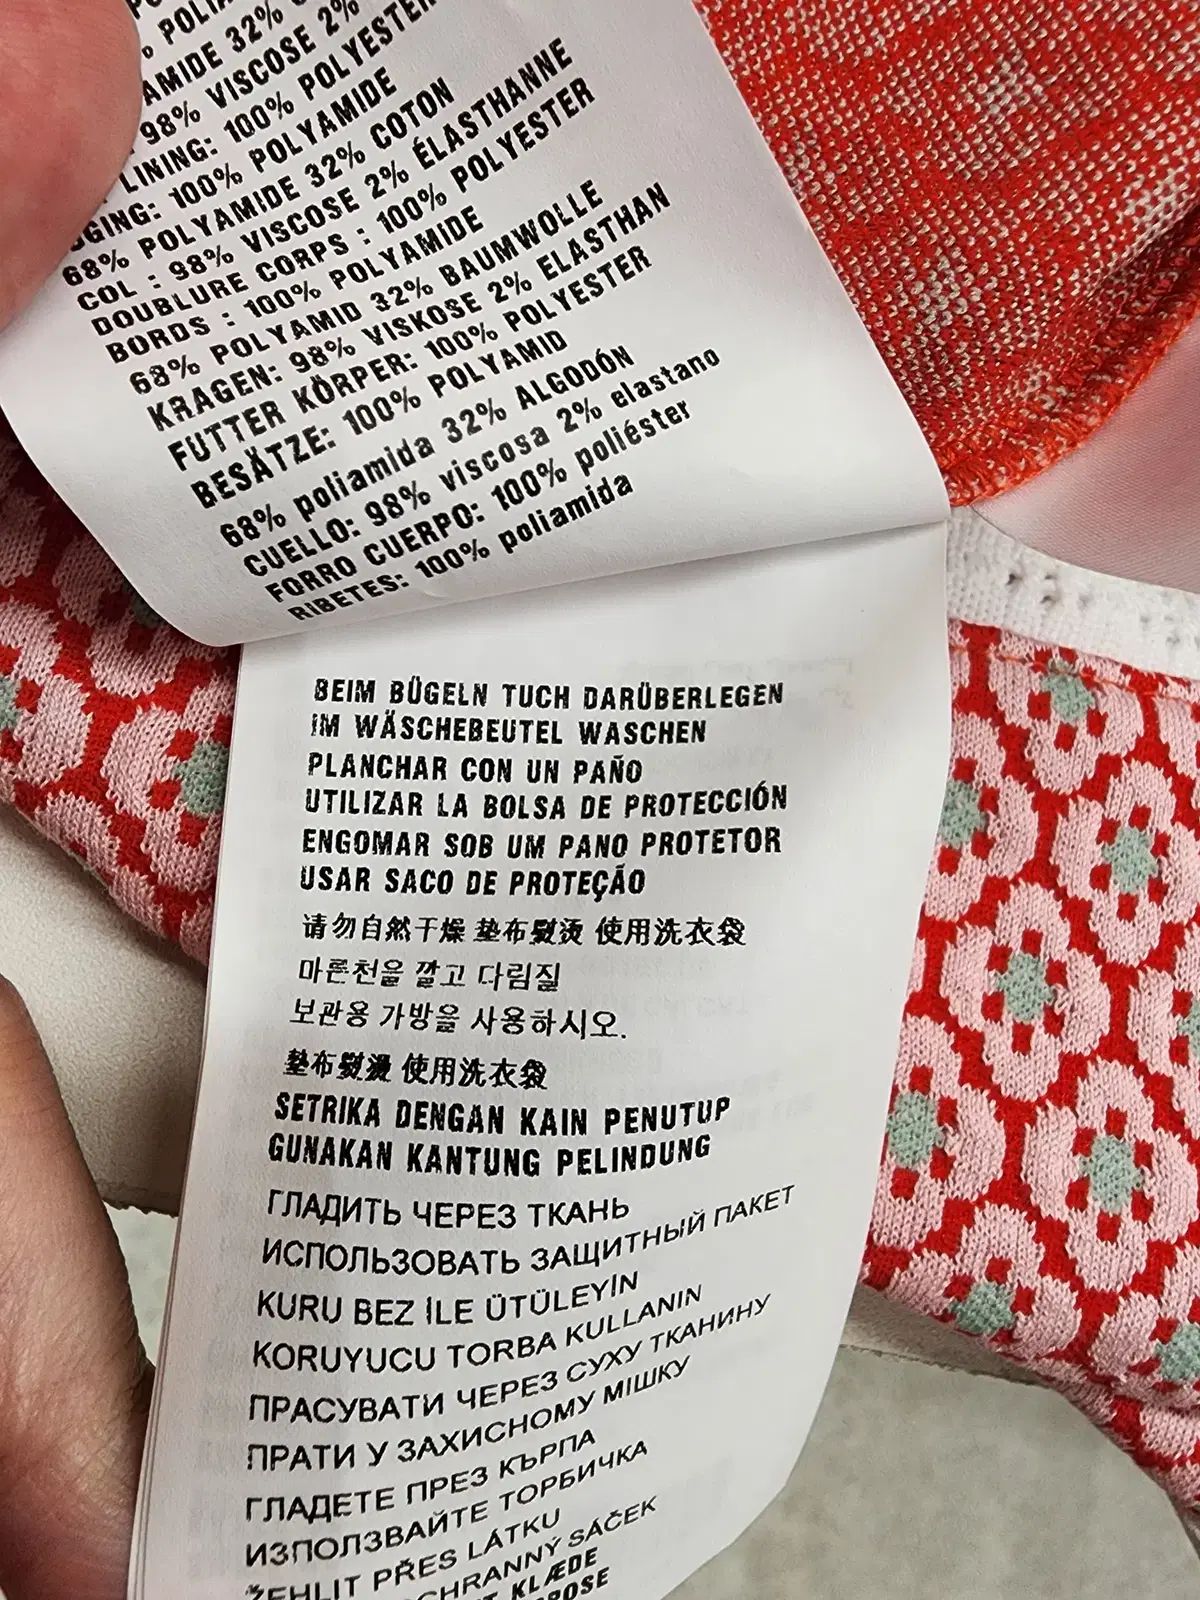 AMIDE 32%
98% VISCOSE 2%
LINING: 100% POLYESTER
100% POLYAMIDE
68% POLYAMIDE 32% COTON
COL : 98% VISCOSE 2% ÉLASTHANNE
DOUBLURE CORPS : 100% POLYESTER
BORDS : 100% POLYAMIDE
68% POLYAMID 32% BAUMWOLLE
KRAGEN: 98% VISKOSE 2% ELASTHAN
FUTTER KÖRPER: 100% POLYESTER
BESÄTZE: 100% POLYAMID
68% poliamida 32% ALGODÓN
CUELLO: 98% viscosa 2% elastano
FORRO CUERPO: 100% poliéster
RIBETES: 100% poliamida
BEIM BÜGELN TUCH DARÜBERLEGEN
IM WÄSCHEBEUTEL WASCHEN
PLANCHAR CON UN PAÑO
UTILIZAR LA BOLSA DE PROTECCIÓN
ENGOMAR SOB UM PANO PROTETOR
USAR SACO DE PROTEÇÃO
请勿自然干燥 垫布熨烫 使用洗衣袋
마른천을 깔고 다림질
보관용 가방을 사용하시오.
墊布熨燙 使用洗衣袋
SETRIKA DENGAN KAIN PENUTUP
GUNAKAN KANTUNG PELINDUNG
ГЛАДИТЬ ЧЕРЕЗ ТКАНЬ
ИСПОЛЬЗОВАТЬ ЗАЩИТНЫЙ ПАКЕТ
KURU BEZ İLE ÜTÜLEYİN
KORUYUCU TORBA KULLANIN
ПРАСУВАТИ ЧЕРЕЗ СУХУ ТКАНИНУ
ПРАТИ У ЗАХИСНОМУ МІШКУ
ГЛАДЕТЕ ПРЕЗ КЪРПА
ИЗПОЛЗВАЙТЕ ТОРБИЧКА
ŽEHLIT PŘES LÁTKU
SÁČEK
KLÆDE